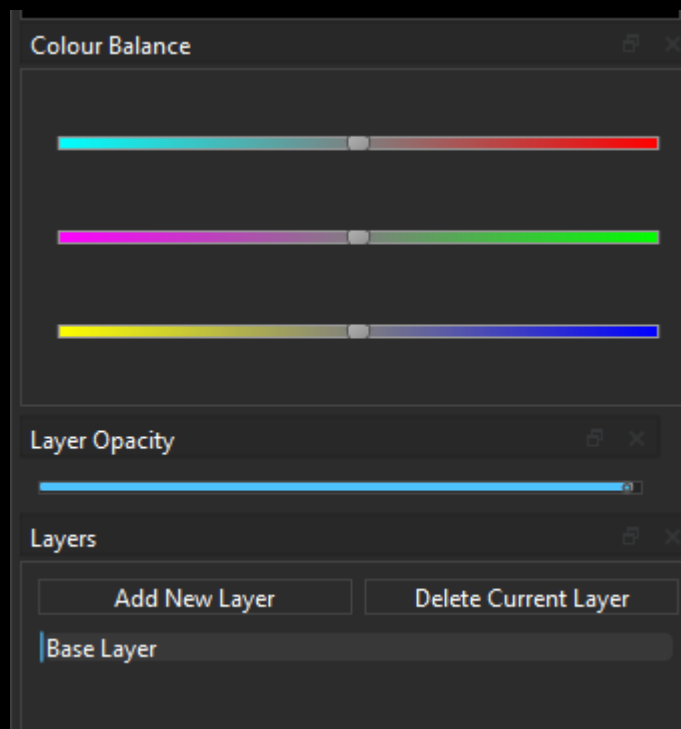 Colour Balance
Layer Opacity
Layers
Add New Layer Delete Current Layer
Base Layer